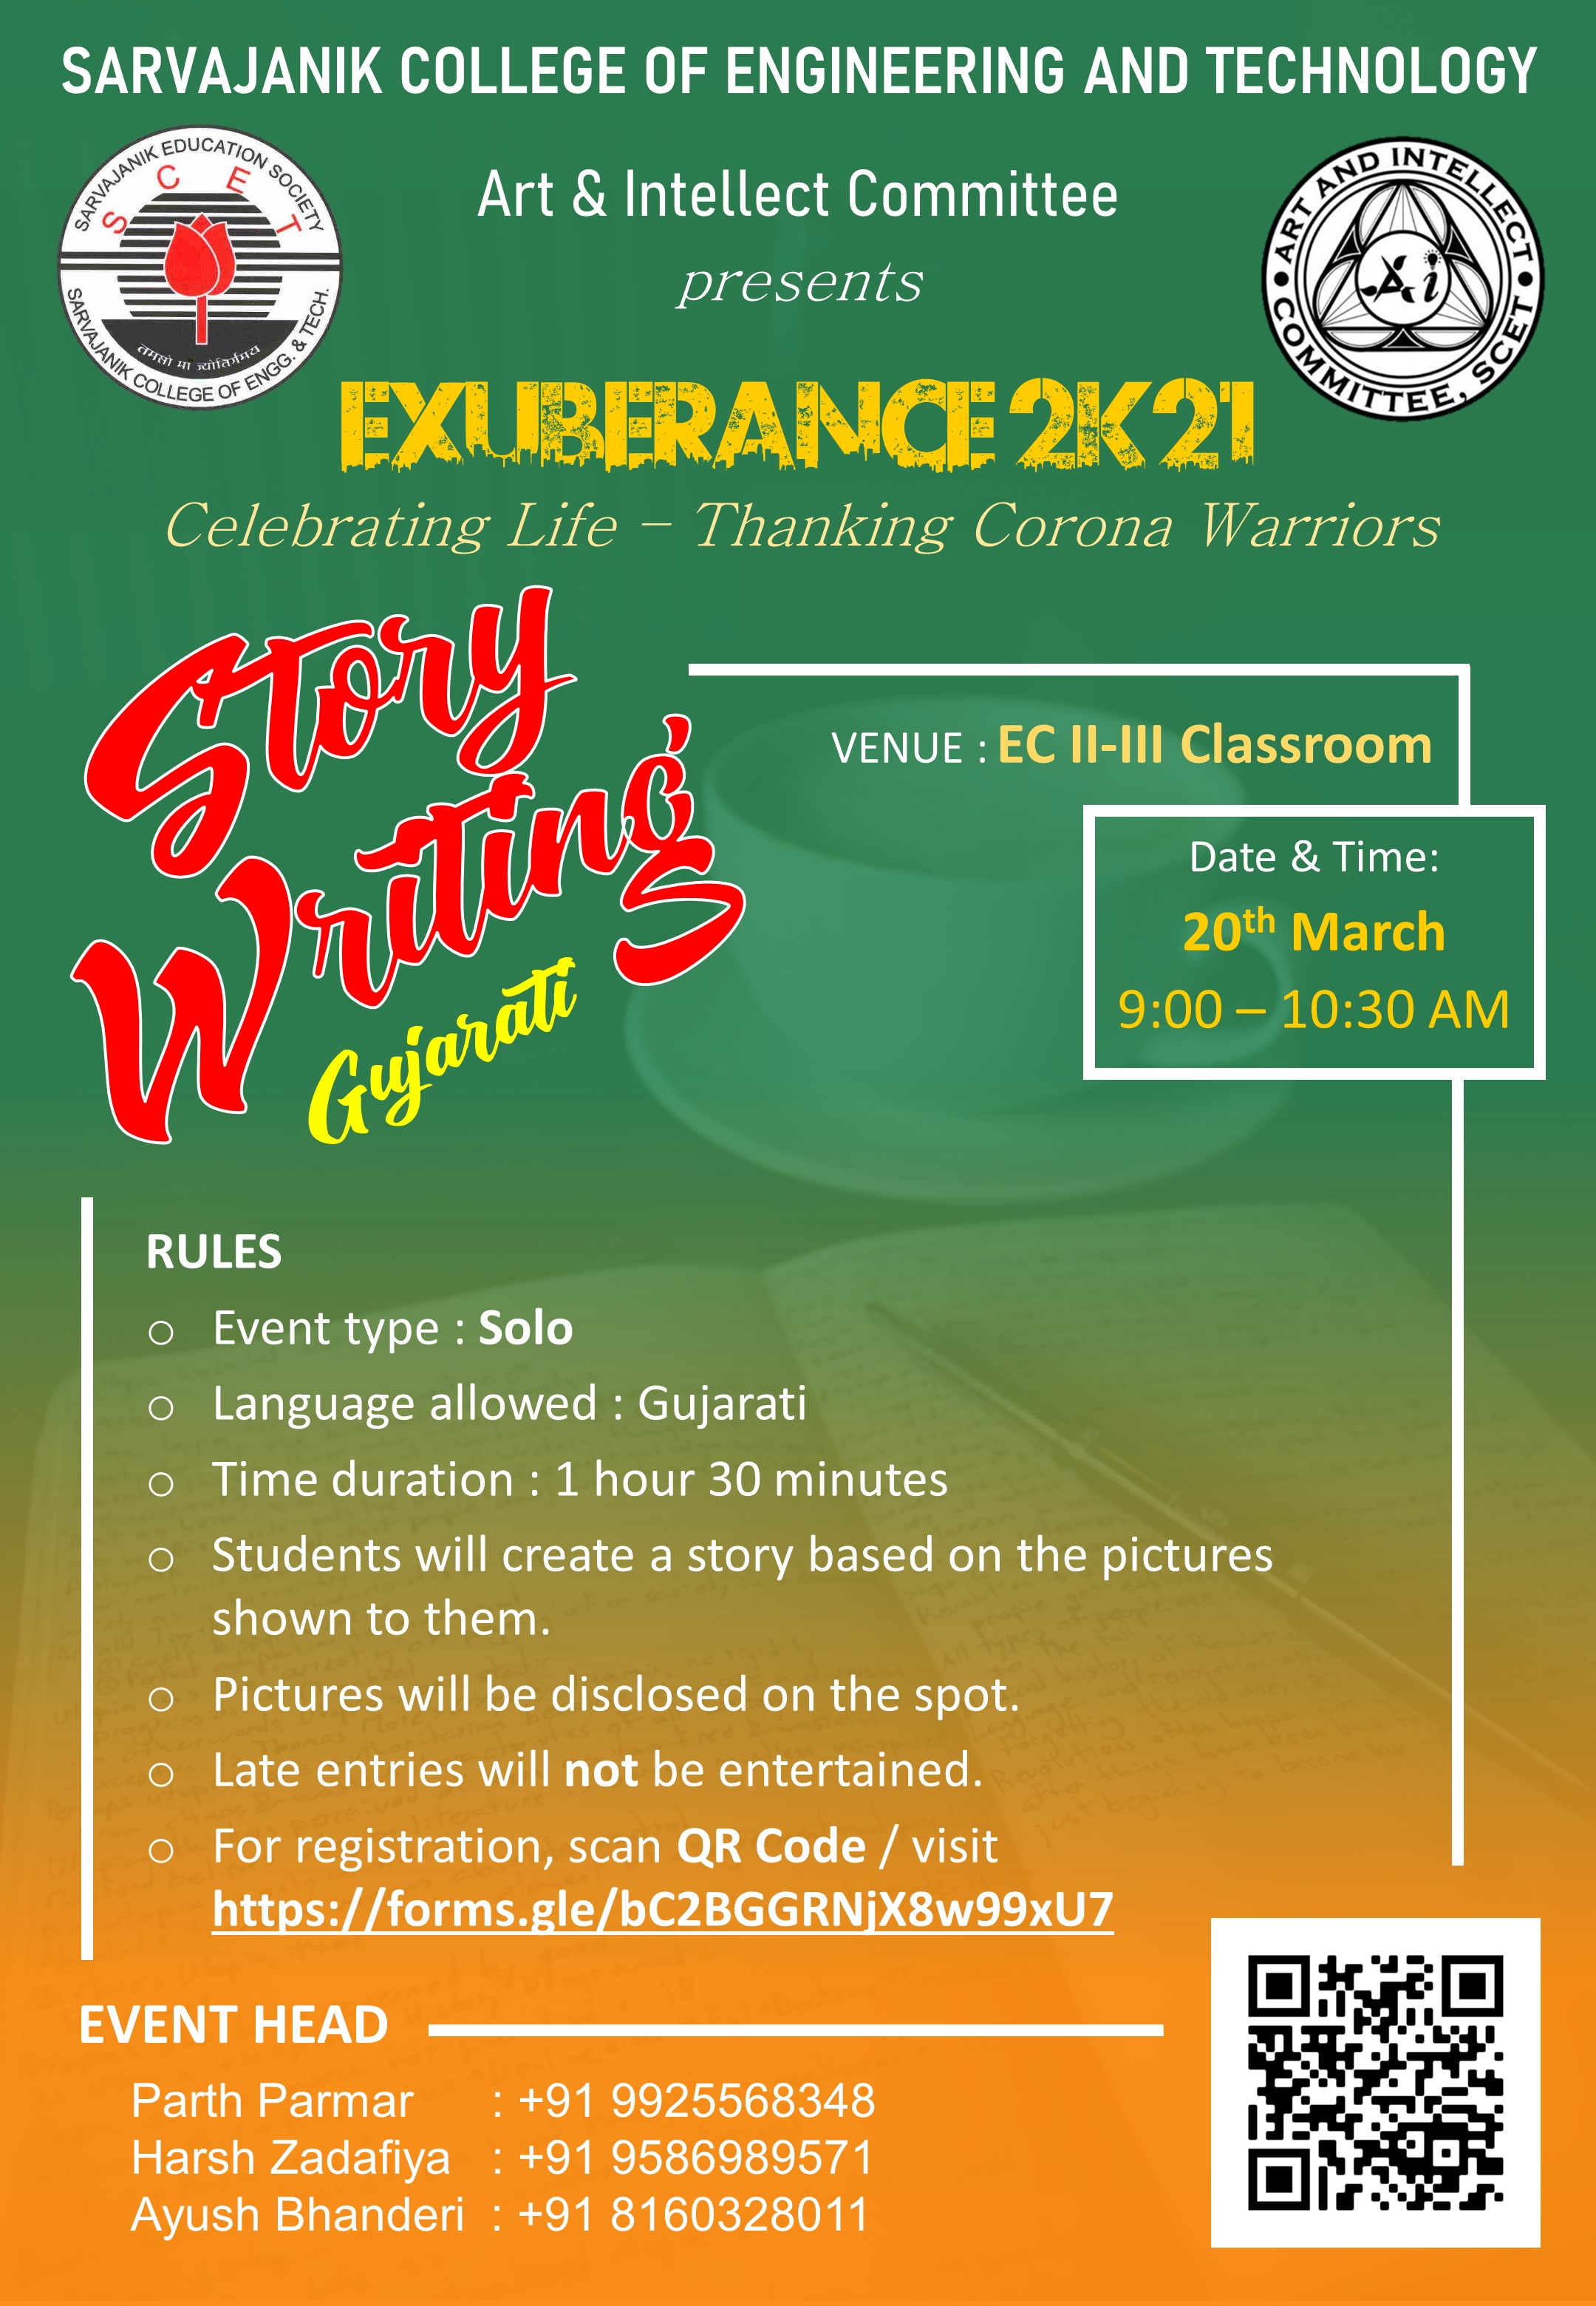 SARVAJANIK COLLEGE OF ENGINEERING AND TECHNOLOGY
SARVAJANIK EDUCATION SOCIETY
S C E T
तमसो मा ज्योतिर्गमय
SARVAJANIK COLLEGE OF ENGG. & TECH.
Art & Intellect Committee
presents
ART AND INTELLECT
Ai
COMMITTEE, SCET
EXUBERANCE 2K21
Celebrating Life – Thanking Corona Warriors
Story
Writing
Gujarati
VENUE : EC II-III Classroom
Date & Time:
20th March
9:00 – 10:30 AM
RULES
o Event type : Solo
o Language allowed : Gujarati
o Time duration : 1 hour 30 minutes
o Students will create a story based on the pictures
shown to them.
o Pictures will be disclosed on the spot.
o Late entries will not be entertained.
o For registration, scan QR Code / visit
https://forms.gle/bC2BGGRNjX8w99xU7
EVENT HEAD
Parth Parmar : +91 9925568348
Harsh Zadafiya : +91 9586989571
Ayush Bhanderi : +91 8160328011